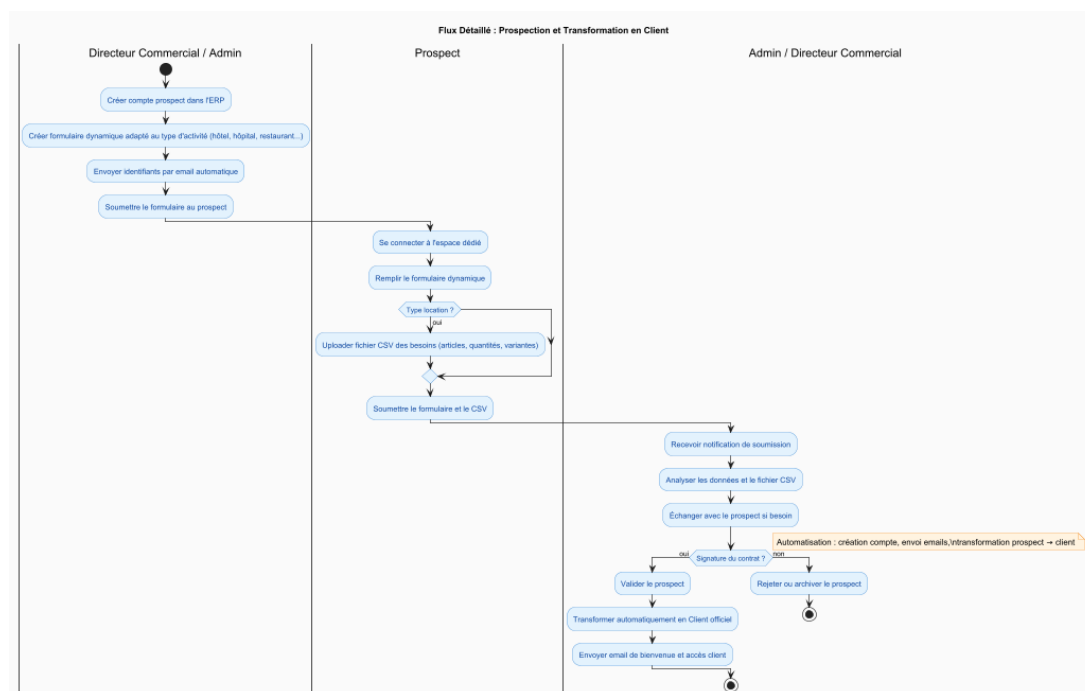 Flux Détaillé : Prospection et Transformation en Client
Directeur Commercial / Admin
Prospect
Admin / Directeur Commercial
Créer compte prospect dans l'ERP
Créer formulaire dynamique adapté au type d'activité (hôtel, hôpital, restaurant...)
Envoyer identifiants par email automatique
Soumettre le formulaire au prospect
Se connecter à l'espace dédié
Remplir le formulaire dynamique
Type location ?
oui
Uploader fichier CSV des besoins (articles, quantités, variantes)
Soumettre le formulaire et le CSV
Recevoir notification de soumission
Analyser les données et le fichier CSV
Échanger avec le prospect si besoin
Automatisation : création compte, envoi emails,\ntransformation prospect → client
oui
Signature du contrat ?
non
Valider le prospect
Rejeter ou archiver le prospect
Transformer automatiquement en Client officiel
Envoyer email de bienvenue et accès client